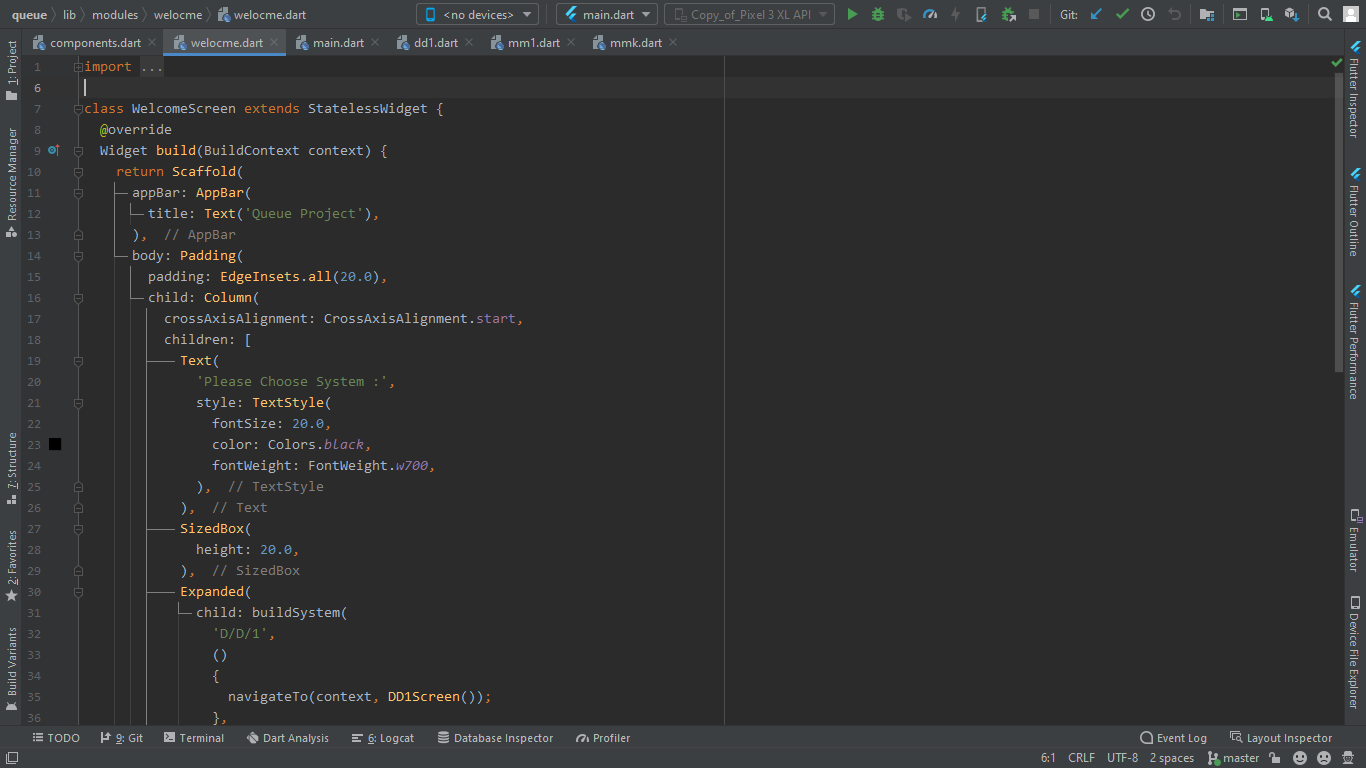 queue lib modules welocme welocme.dart <no devices> main.dart Copy_of_Pixel 3 XL API Git:
components.dart welocme.dart main.dart dd1.dart mm1.dart mmk.dart
1: Project
Resource Manager
7: Structure
2: Favorites
Build Variants
1 import ...
6
7 class WelcomeScreen extends StatelessWidget {
8 @override
9 Widget build(BuildContext context) {
10 return Scaffold(
11 appBar: AppBar(
12 title: Text('Queue Project'),
13 ), // AppBar
14 body: Padding(
15 padding: EdgeInsets.all(20.0),
16 child: Column(
17 crossAxisAlignment: CrossAxisAlignment.start,
18 children: [
19 Text(
20 'Please Choose System :',
21 style: TextStyle(
22 fontSize: 20.0,
23 color: Colors.black,
24 fontWeight: FontWeight.w700,
25 ), // TextStyle
26 ), // Text
27 SizedBox(
28 height: 20.0,
29 ), // SizedBox
30 Expanded(
31 child: buildSystem(
32 'D/D/1',
33 ()
34 {
35 navigateTo(context, DD1Screen());
36 },
Flutter Inspector
Flutter Outline
Flutter Performance
Emulator
Device File Explorer
TODO 9: Git Terminal Dart Analysis 6: Logcat Database Inspector Profiler Event Log Layout Inspector
6:1 CRLF UTF-8 2 spaces master